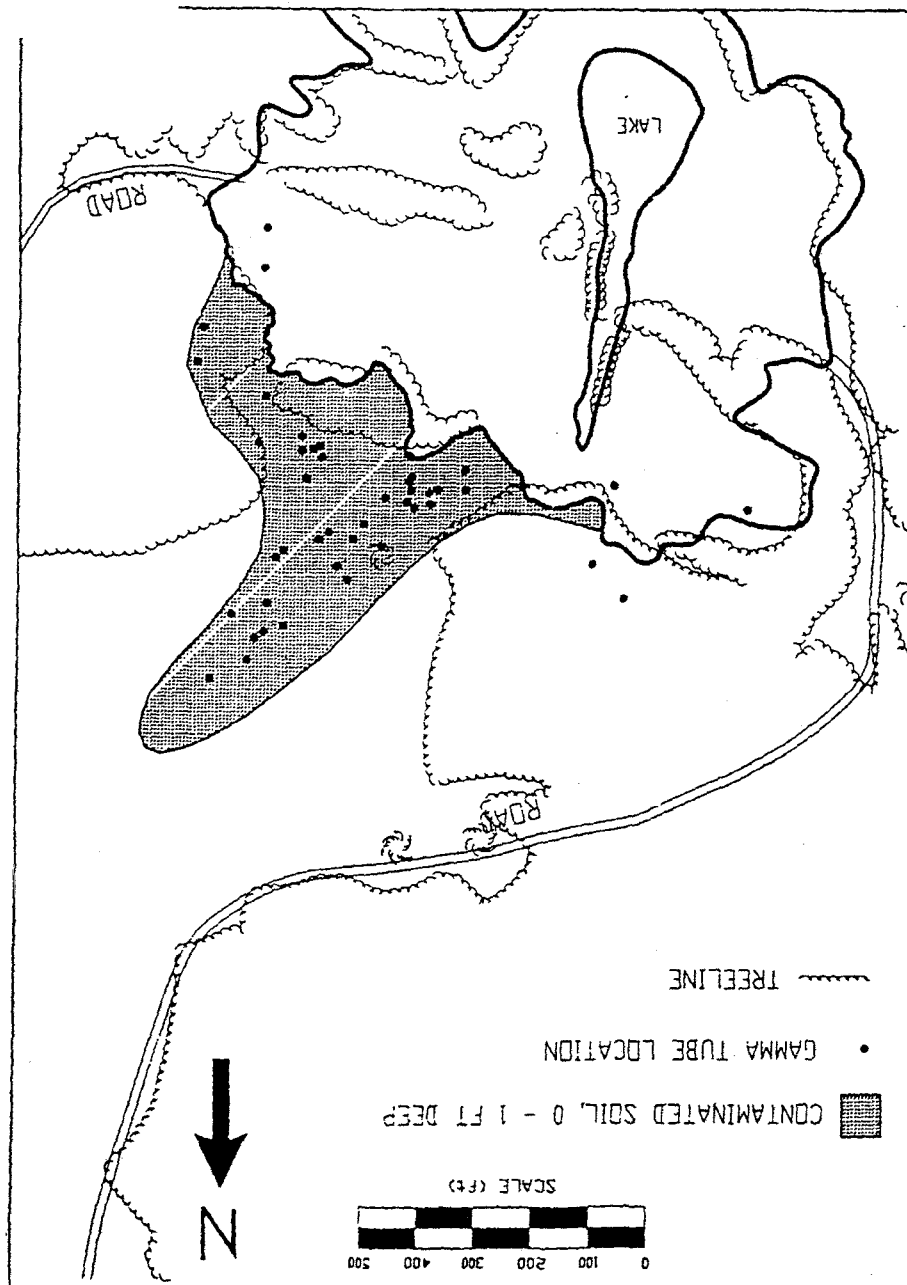 0 100 200 300 400 500
SCALE (ft)
N
CONTAMINATED SOIL, 0 - 1 FT DEEP
GAMMA TUBE LOCATION
TREELINE
ROAD
ROAD
LAKE